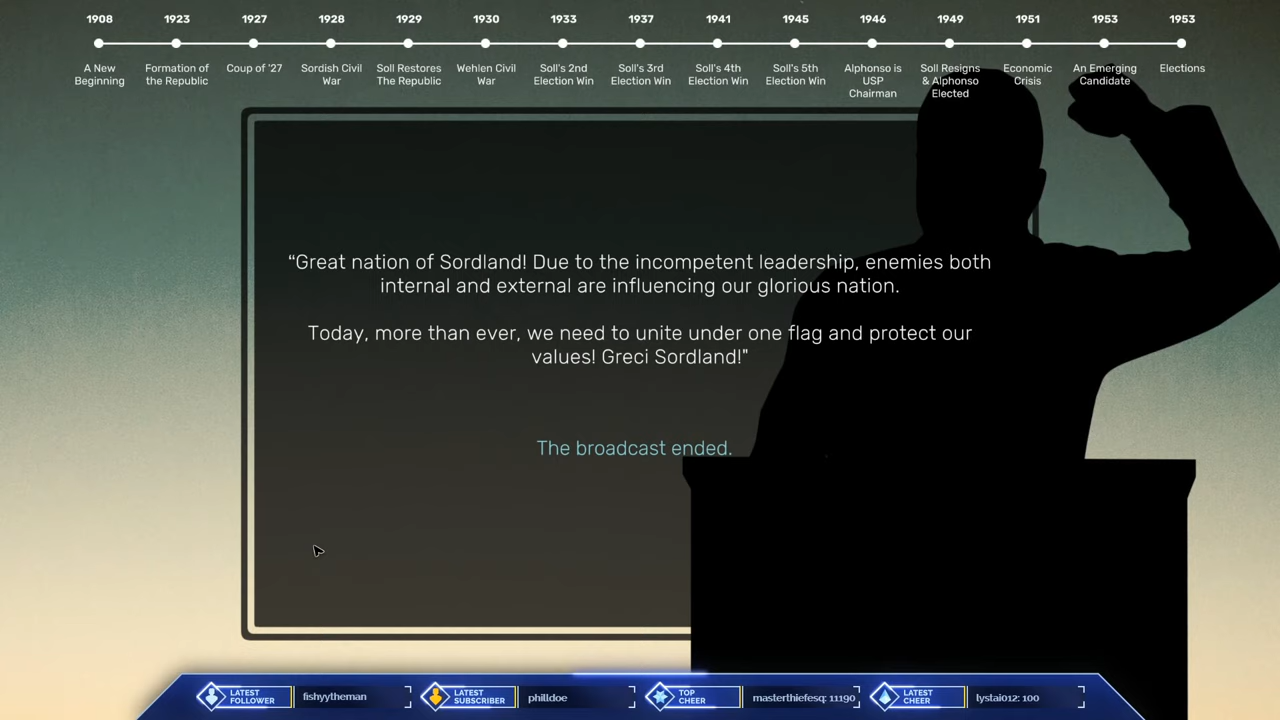 1908 1923 1927 1928 1929 1930 1933 1937 1941 1945 1946 1949 1951 1953 1953
A New
Beginning
Formation of
the Republic
Coup of '27
Sordish Civil
War
Soll Restores
The Republic
Wehlen Civil
War
Soll's 2nd
Election Win
Soll's 3rd
Election Win
Soll's 4th
Election Win
Soll's 5th
Election Win
Alphonso is
USP
Chairman
Soll Resigns
& Alphonso
Elected
Economic
Crisis
An Emerging
Candidate
Elections
"Great nation of Sordland! Due to the incompetent leadership, enemies both
internal and external are influencing our glorious nation.
Today, more than ever, we need to unite under one flag and protect our
values! Greci Sordland!"
The broadcast ended.
LATEST
FOLLOWER
fishyytheman
LATEST
SUBSCRIBER
philldoe
TOP
CHEER
masterthiefesq: 11190
LATEST
CHEER
lystai012: 100